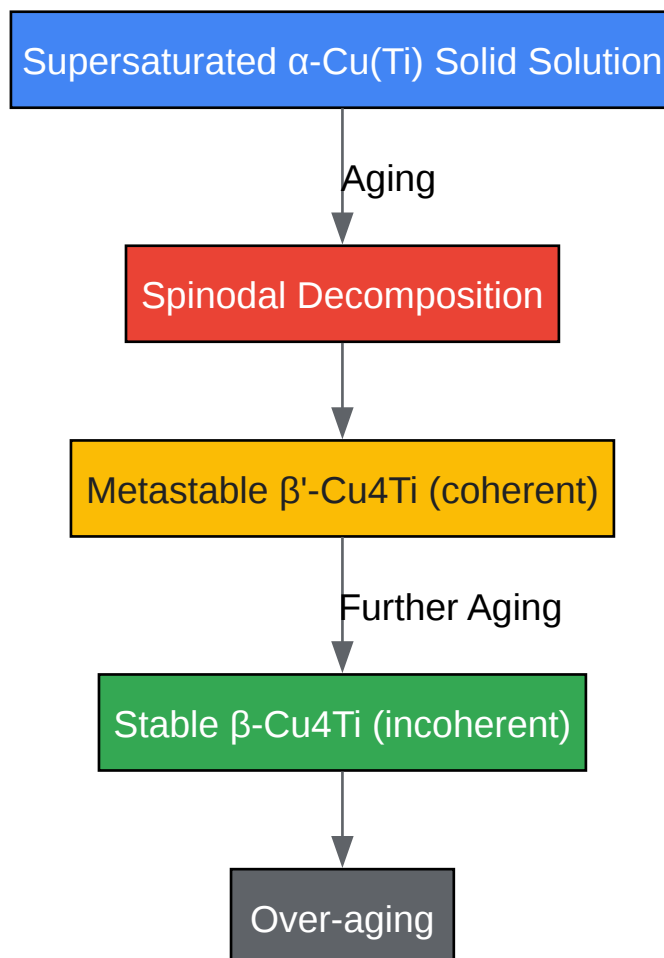 Supersaturated α-Cu(Ti) Solid Solution
Aging
Spinodal Decomposition
Metastable β'-Cu4Ti (coherent)
Further Aging
Stable β-Cu4Ti (incoherent)
Over-aging